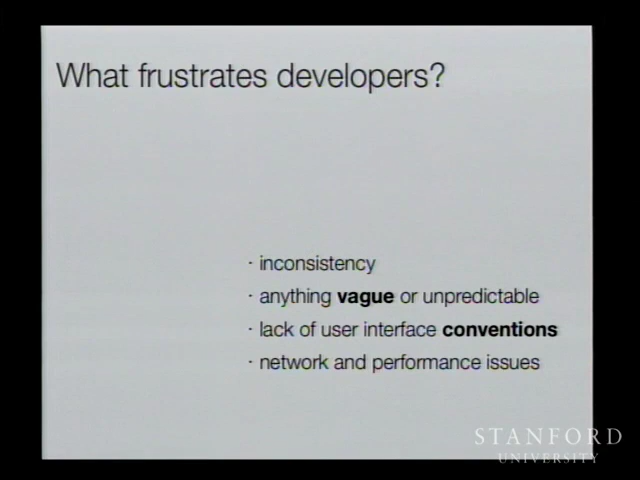 What frustrates developers?
· inconsistency
· anything vague or unpredictable
· lack of user interface conventions
· network and performance issues
STANFORD
UNIVERSITY